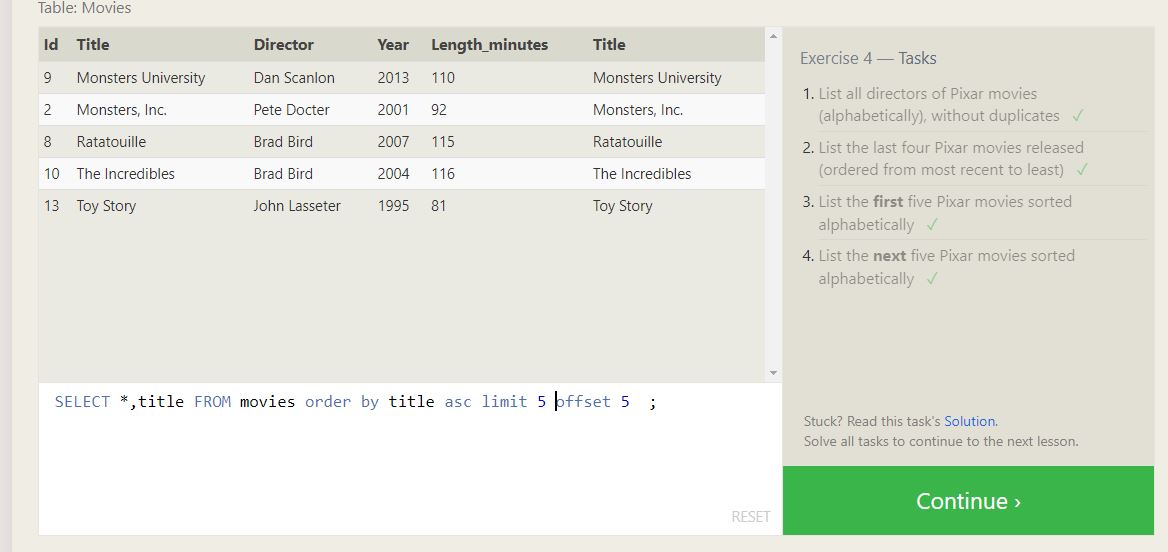 Table: Movies
Id Title Director Year Length_minutes Title
9 Monsters University Dan Scanlon 2013 110 Monsters University
2 Monsters, Inc. Pete Docter 2001 92 Monsters, Inc.
8 Ratatouille Brad Bird 2007 115 Ratatouille
10 The Incredibles Brad Bird 2004 116 The Incredibles
13 Toy Story John Lasseter 1995 81 Toy Story
SELECT *,title FROM movies order by title asc limit 5 offset 5  ;
RESET
Exercise 4 — Tasks
1. List all directors of Pixar movies
(alphabetically), without duplicates ✓
2. List the last four Pixar movies released
(ordered from most recent to least) ✓
3. List the first five Pixar movies sorted
alphabetically ✓
4. List the next five Pixar movies sorted
alphabetically ✓
Stuck? Read this task's Solution.
Solve all tasks to continue to the next lesson.
Continue ›